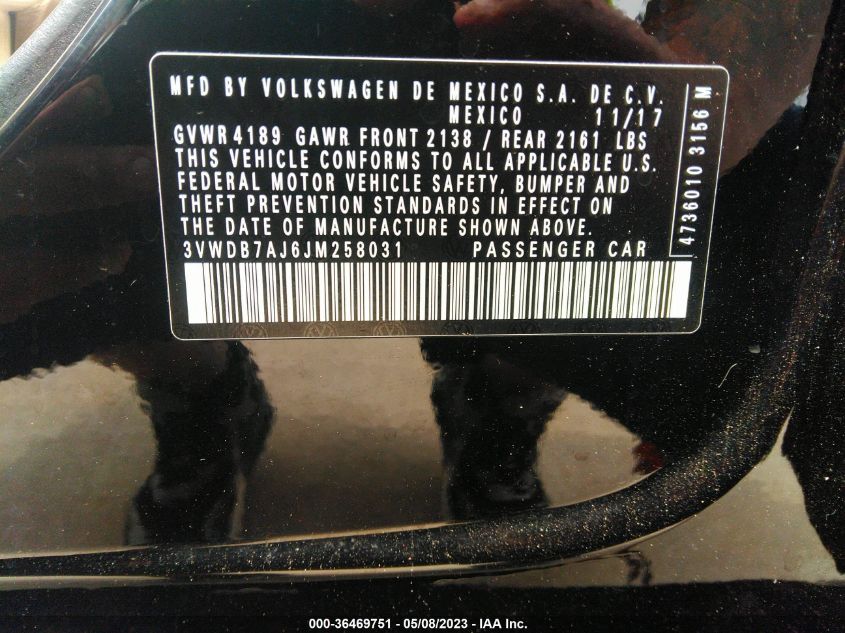 MFD BY VOLKSWAGEN DE MEXICO S.A. DE C.V.
MEXICO 11/17
GVWR 4189 GAWR FRONT 2138 / REAR 2161 LBS
THIS VEHICLE CONFORMS TO ALL APPLICABLE U.S.
FEDERAL MOTOR VEHICLE SAFETY, BUMPER AND
THEFT PREVENTION STANDARDS IN EFFECT ON
THE DATE OF MANUFACTURE SHOWN ABOVE.
3VWDB7AJ6JM258031 PASSENGER CAR
4736010 3156 M
000-36469751 - 05/08/2023 - IAA Inc.